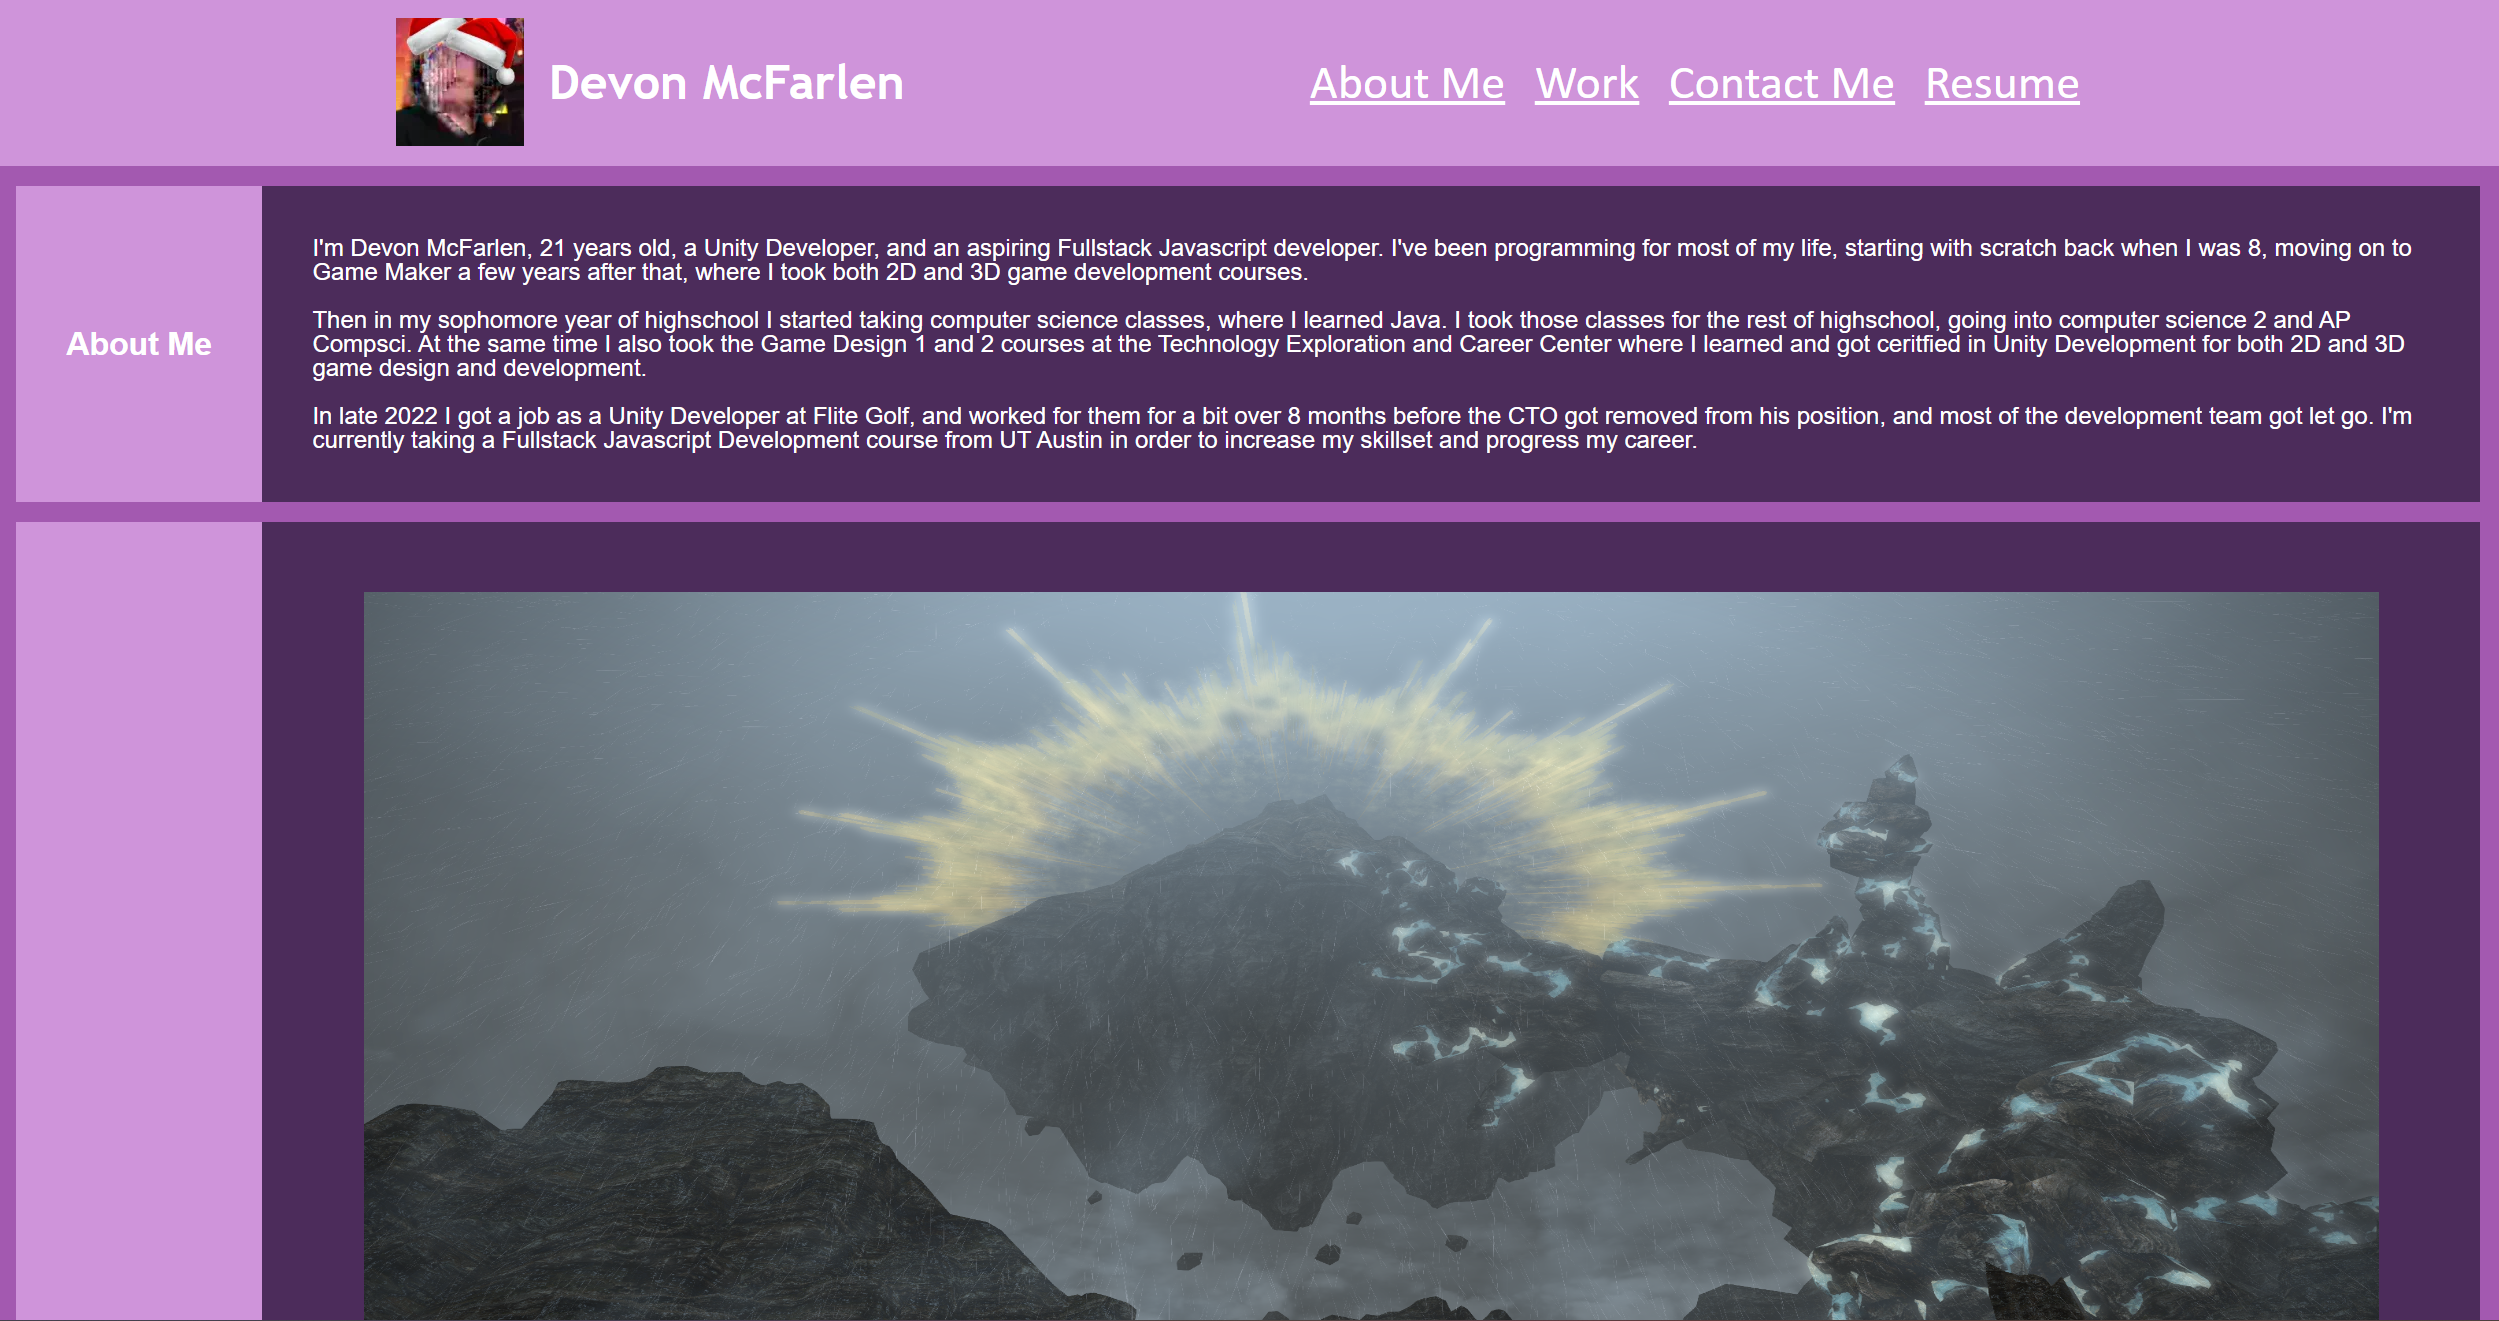 Devon McFarlen
About Me Work Contact Me Resume
I'm Devon McFarlen, 21 years old, a Unity Developer, and an aspiring Fullstack Javascript developer. I've been programming for most of my life, starting with scratch back when I was 8, moving on to
Game Maker a few years after that, where I took both 2D and 3D game development courses.
Then in my sophomore year of highschool I started taking computer science classes, where I learned Java. I took those classes for the rest of highschool, going into computer science 2 and AP
About Me
Compsci. At the same time I also took the Game Design 1 and 2 courses at the Technology Exploration and Career Center where I learned and got ceritfied in Unity Development for both 2D and 3D
game design and development.
In late 2022 I got a job as a Unity Developer at Flite Golf, and worked for them for a bit over 8 months before the CTO got removed from his position, and most of the development team got let go. I'm
currently taking a Fullstack Javascript Development course from UT Austin in order to increase my skillset and progress my career.